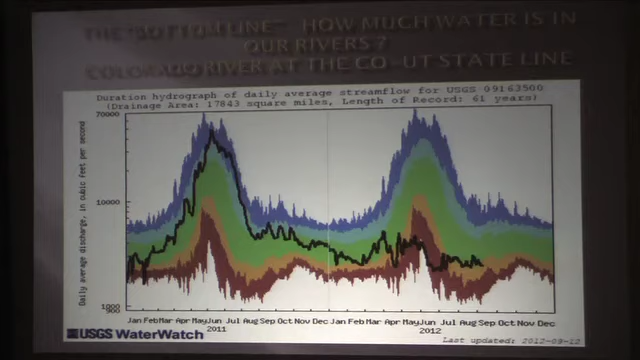 THE "BOTTOM LINE" HOW MUCH WATER IS IN
OUR RIVERS ?
COLORADO RIVER AT THE CO-UT STATE LINE
Duration hydrograph of daily average streamflow for USGS 09163500
(Drainage Area: 17843 square miles, Length of Record: 61 years)
Daily average discharge, in cubic feet per second
70000
10000
1000
900
Jan Feb Mar Apr May Jun Jul Aug Sep Oct Nov Dec Jan Feb Mar Apr May Jun Jul Aug Sep Oct Nov Dec
2011 2012
USGS WaterWatch
Last updated: 2012-09-12